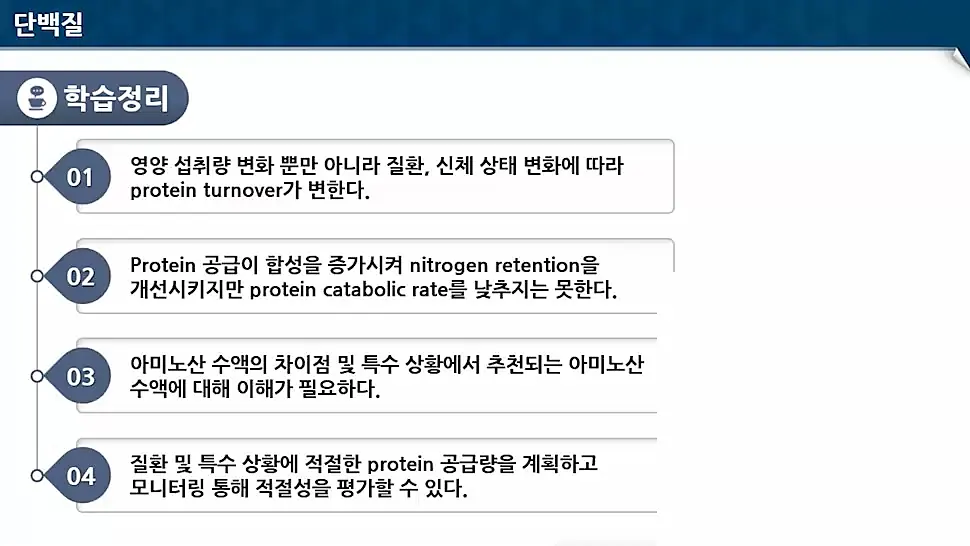 단백질
학습정리
01
영양 섭취량 변화 뿐만 아니라 질환, 신체 상태 변화에 따라
protein turnover가 변한다.
02
Protein 공급이 합성을 증가시켜 nitrogen retention을
개선시키지만 protein catabolic rate를 낮추지는 못한다.
03
아미노산 수액의 차이점 및 특수 상황에서 추천되는 아미노산
수액에 대해 이해가 필요하다.
04
질환 및 특수 상황에 적절한 protein 공급량을 계획하고
모니터링 통해 적절성을 평가할 수 있다.